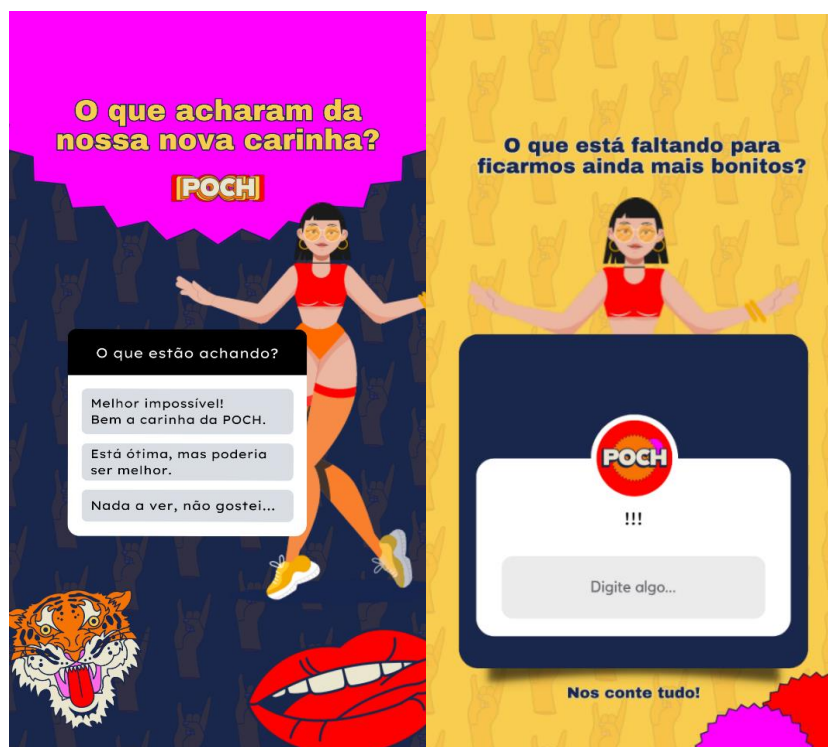 O que acharam da
nossa nova carinha?
POCH
O que estão achando?
Melhor impossível!
Bem a carinha da POCH.
Está ótima, mas poderia
ser melhor.
Nada a ver, não gostei...
O que está faltando para
ficarmos ainda mais bonitos?
POCH
!!!
Digite algo...
Nos conte tudo!